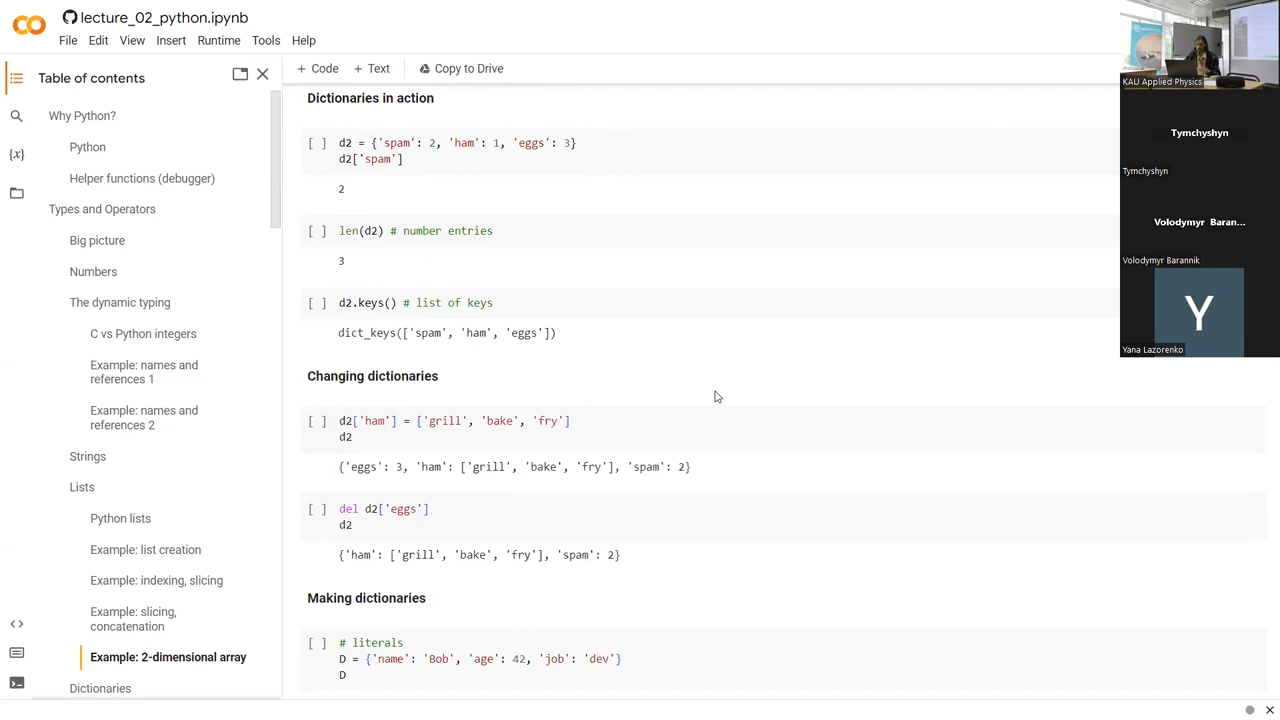 lecture_02_python.ipynb
File Edit View Insert Runtime Tools Help
Table of contents
+ Code + Text Copy to Drive
Why Python?
Python
Helper functions (debugger)
Types and Operators
Big picture
Numbers
The dynamic typing
C vs Python integers
Example: names and
references 1
Example: names and
references 2
Strings
Lists
Python lists
Example: list creation
Example: indexing, slicing
Example: slicing,
concatenation
Example: 2-dimensional array
Dictionaries
Dictionaries in action
[ ] d2 = {'spam': 2, 'ham': 1, 'eggs': 3}
d2['spam']
2
[ ] len(d2) # number entries
3
[ ] d2.keys() # list of keys
dict_keys(['spam', 'ham', 'eggs'])
Changing dictionaries
[ ] d2['ham'] = ['grill', 'bake', 'fry']
d2
{'eggs': 3, 'ham': ['grill', 'bake', 'fry'], 'spam': 2}
[ ] del d2['eggs']
d2
{'ham': ['grill', 'bake', 'fry'], 'spam': 2}
Making dictionaries
[ ] # literals
D = {'name': 'Bob', 'age': 42, 'job': 'dev'}
D
KAU Applied Physics
Tymchyshyn
Tymchyshyn
Volodymyr Baran...
Volodymyr Barannik
Y
Yana Lazorenko